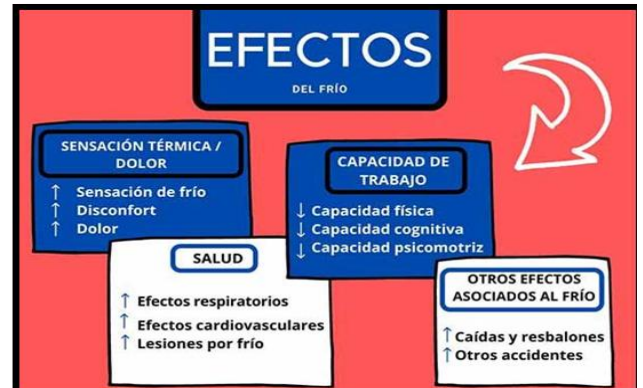 EFECTOS
DEL FRÍO
SENSACIÓN TÉRMICA /
DOLOR
↑ Sensación de frío
↑ Disconfort
↑ Dolor
CAPACIDAD DE
TRABAJO
↓ Capacidad física
↓ Capacidad cognitiva
↓ Capacidad psicomotriz
SALUD
↑ Efectos respiratorios
↑ Efectos cardiovasculares
↑ Lesiones por frío
OTROS EFECTOS
ASOCIADOS AL FRÍO
↑ Caídas y resbalones
↑ Otros accidentes